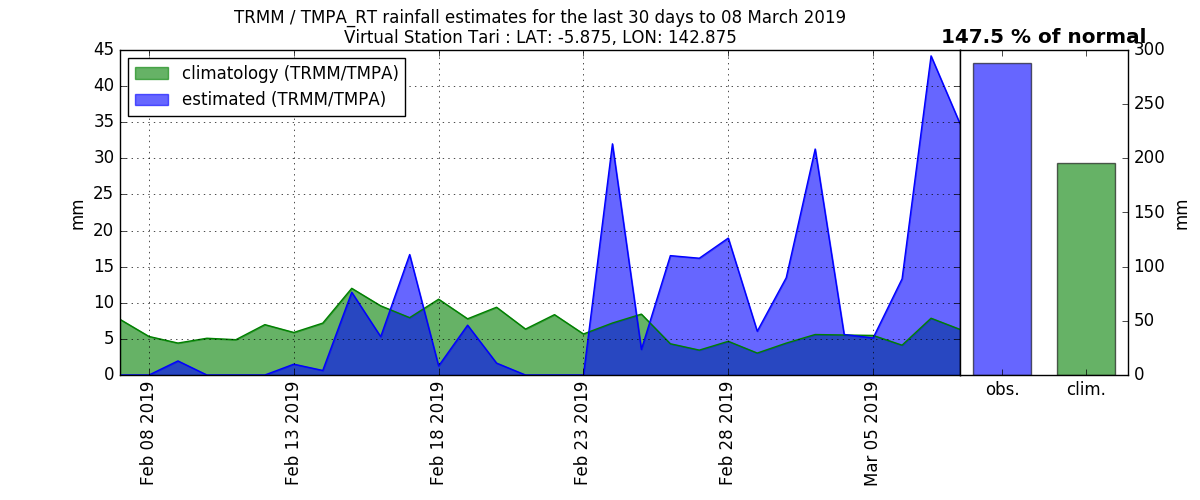 TRMM / TMPA_RT rainfall estimates for the last 30 days to 08 March 2019
Virtual Station Tari : LAT: -5.875, LON: 142.875
147.5 % of normal
climatology (TRMM/TMPA)
estimated (TRMM/TMPA)
mm
45
40
35
30
25
20
15
10
5
0
Feb 08 2019
Feb 13 2019
Feb 18 2019
Feb 23 2019
Feb 28 2019
Mar 05 2019
obs.
clim.
300
250
200
150
100
50
0
mm